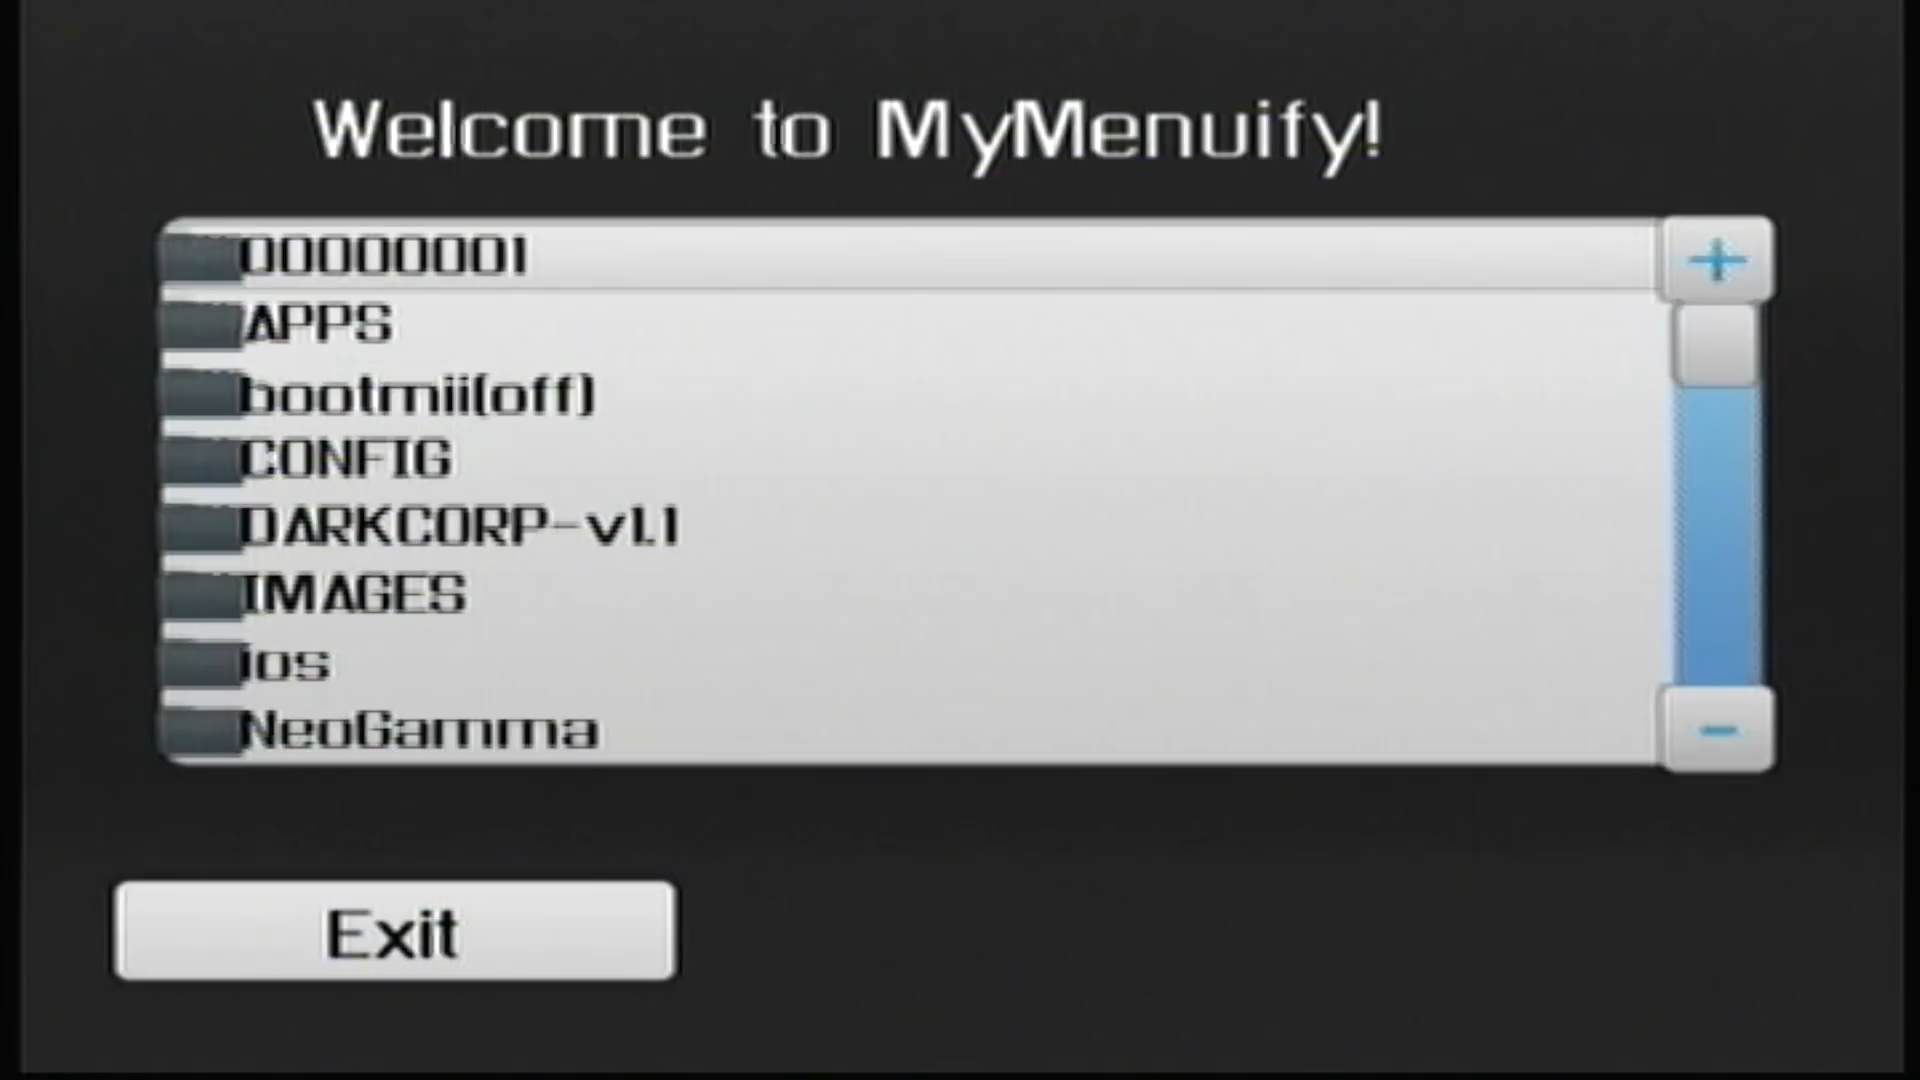 Welcome to MyMenuify!
00000001
APPS
bootmii(off)
CONFIG
DARKCORP-v1.1
IMAGES
ios
NeoGamma
Exit